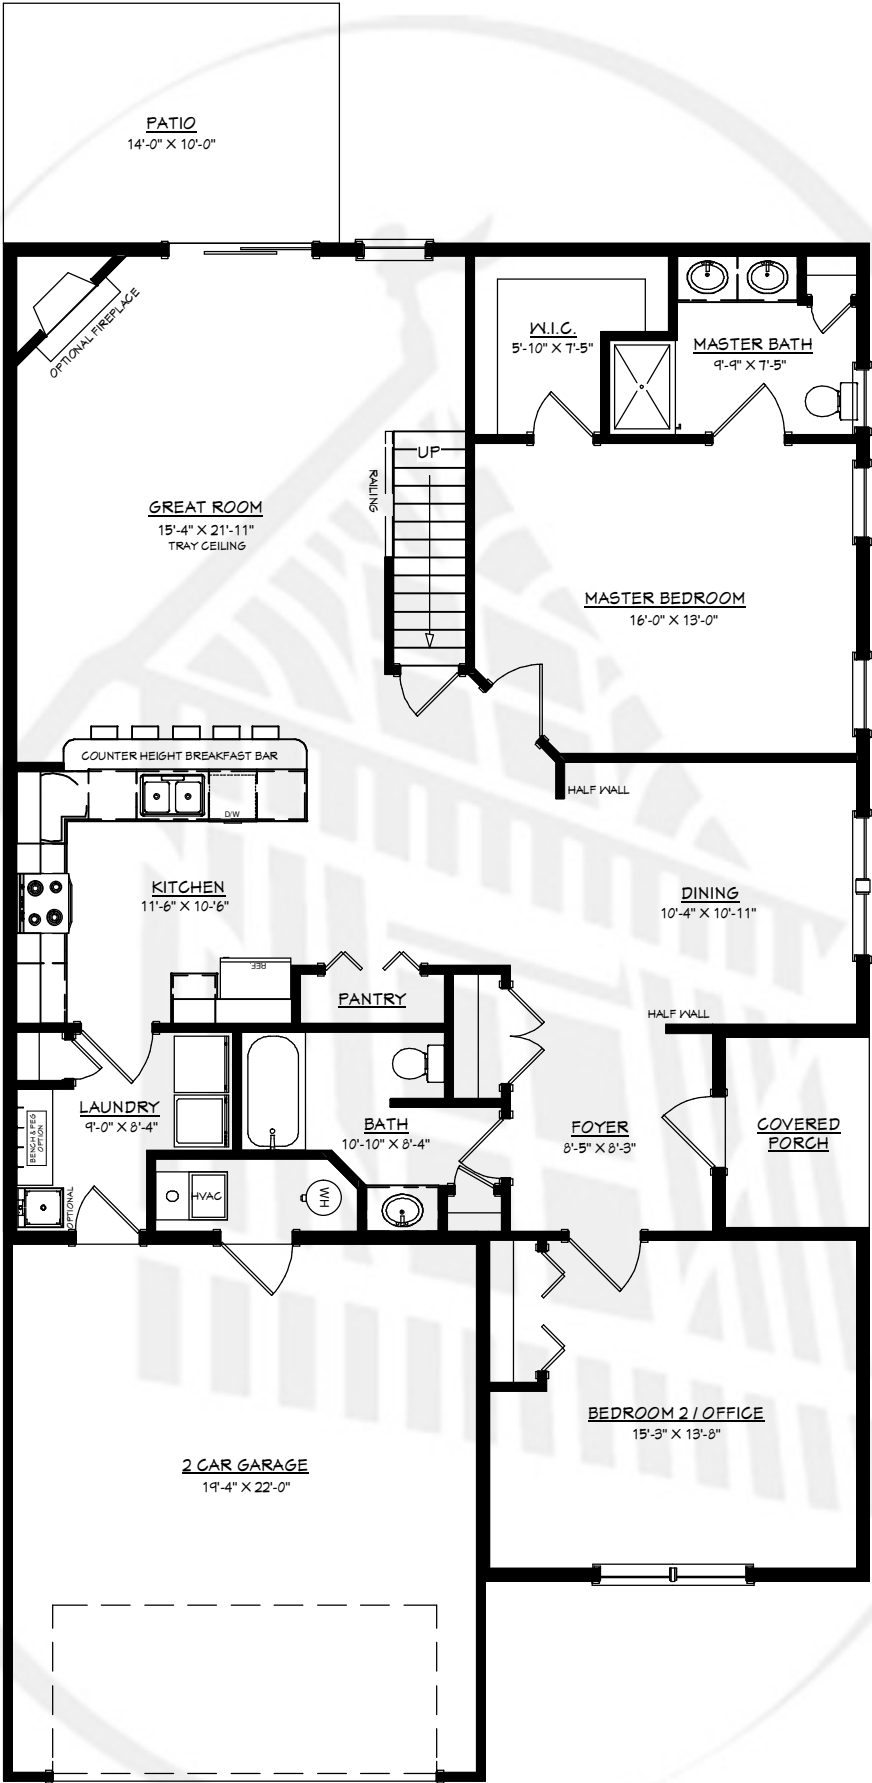 PATIO
14'-0" X 10'-0"
OPTIONAL FIREPLACE
W.I.C.
5'-10" X 7'-5"
MASTER BATH
9'-9" X 7'-5"
UP
RAILING
GREAT ROOM
15'-4" X 21'-11"
TRAY CEILING
MASTER BEDROOM
16'-0" X 13'-0"
COUNTER HEIGHT BREAKFAST BAR
HALF WALL
D/W
KITCHEN
11'-6" X 10'-'6"
DINING
10'-4" X 10'-11"
REF.
PANTRY
HALF WALL
LAUNDRY
9'-0" X 8'-4"
BENCH & PEG
OPTION
BATH
10'-10" X 8'-4"
FOYER
8'-5" X 8'-3"
COVERED
PORCH
HVAC
WH
OPTIONAL
BEDROOM 2 / OFFICE
15'-3" X 13'-8"
2 CAR GARAGE
19'-4" X 22'-0"